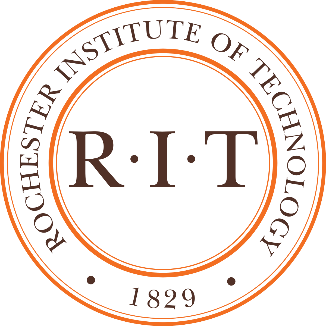 ROCHESTER INSTITUTE OF TECHNOLOGY
R·I·T
1829